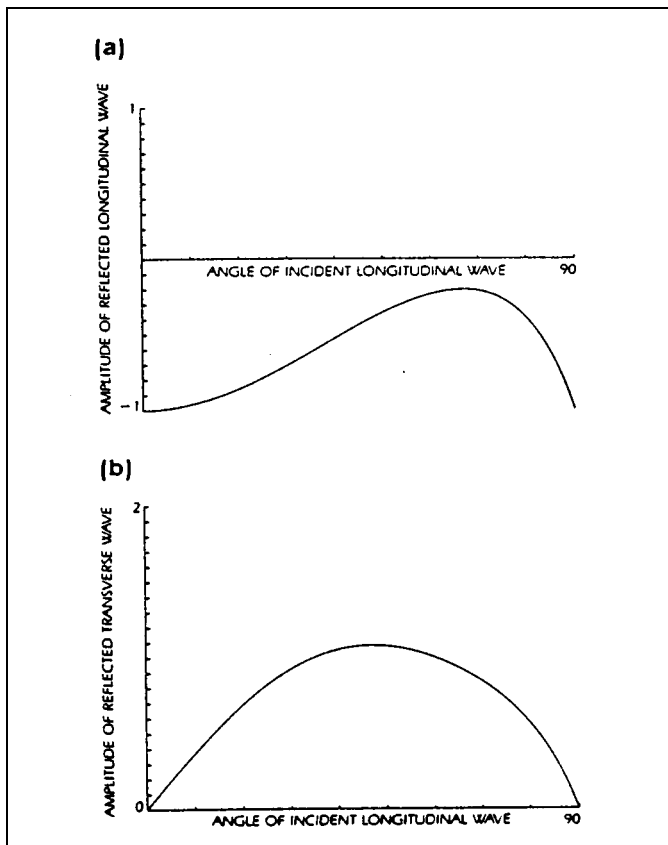 (a)
AMPLITUDE OF REFLECTED LONGITUDINAL WAVE
1
ANGLE OF INCIDENT LONGITUDINAL WAVE
90
−1
(b)
AMPLITUDE OF REFLECTED TRANSVERSE WAVE
2
0
ANGLE OF INCIDENT LONGITUDINAL WAVE
90